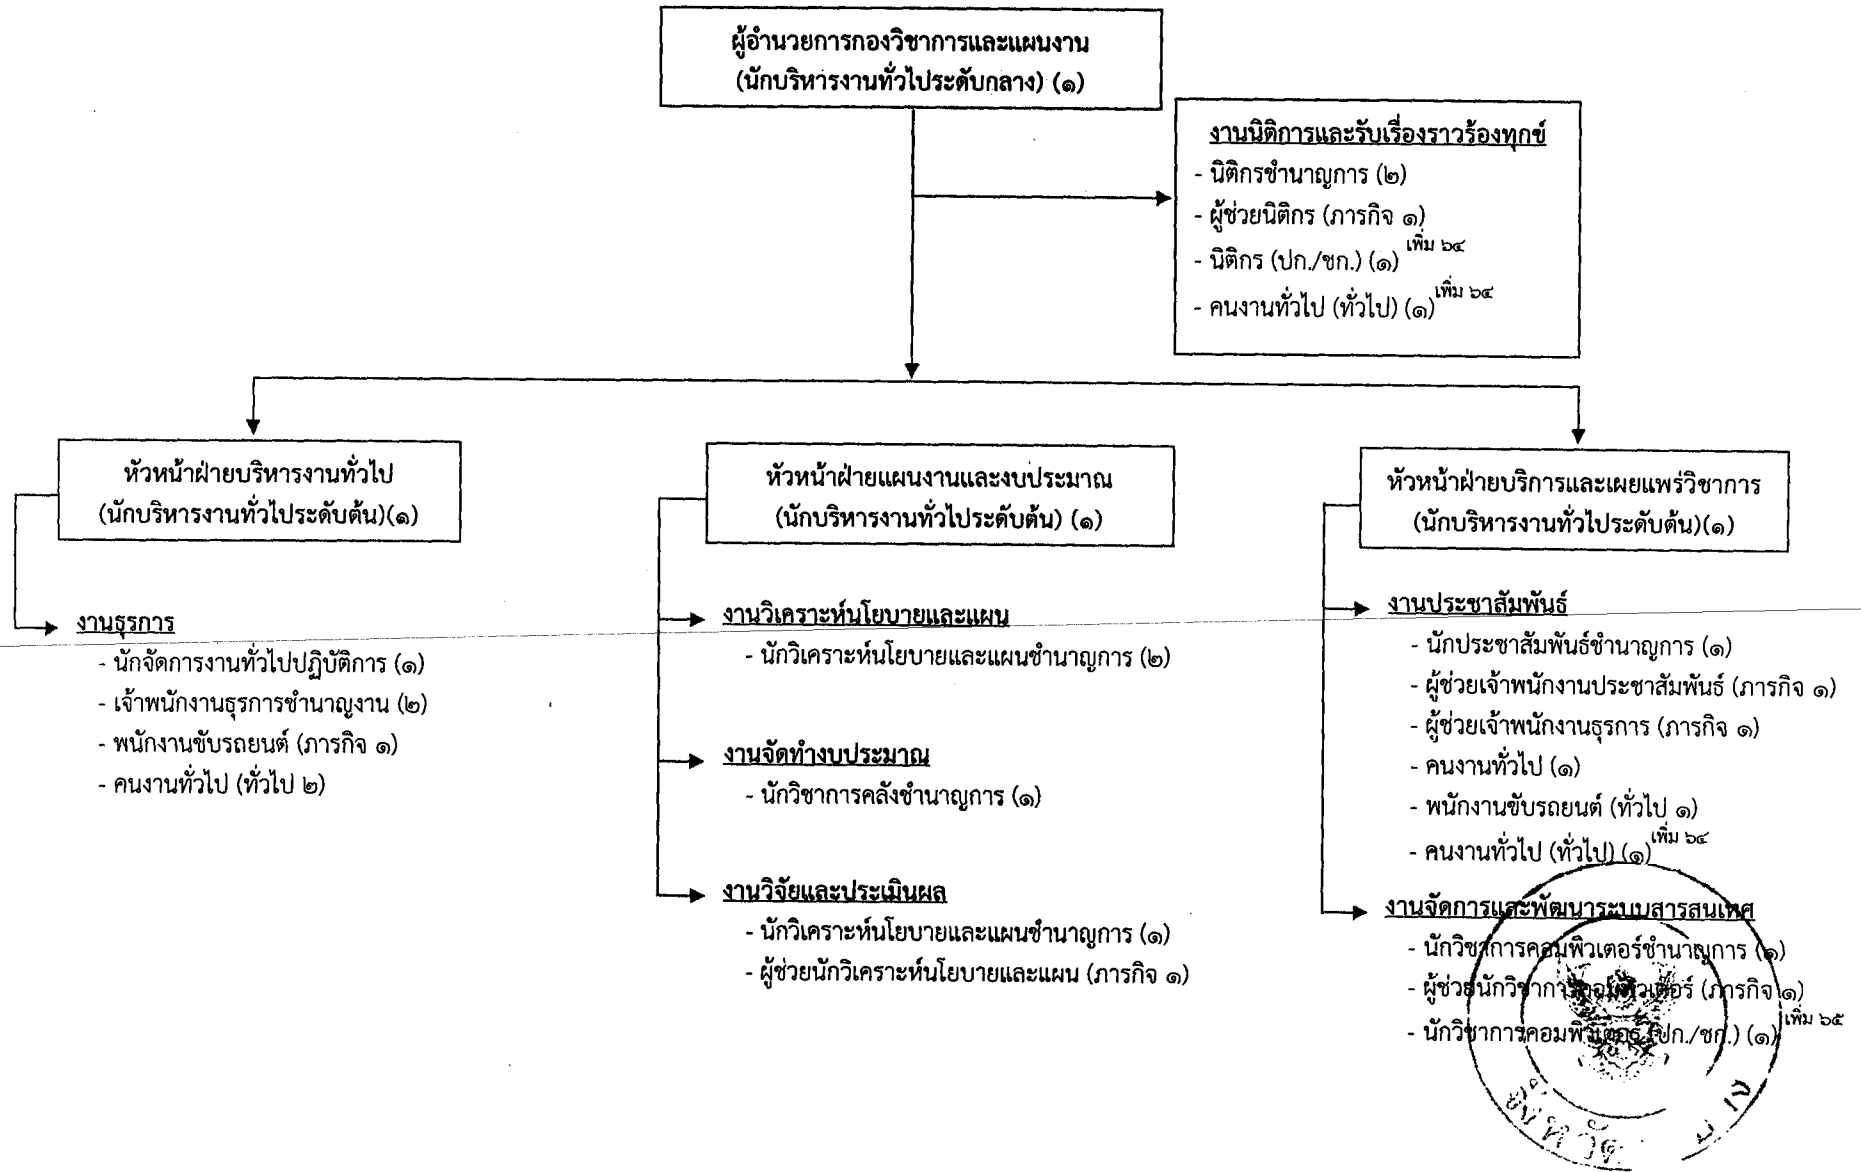 ผู้อำนวยการกองวิชาการและแผนงาน
(นักบริหารงานทั่วไประดับกลาง) (๑)
งานนิติการและรับเรื่องราวร้องทุกข์
- นิติกรชำนาญการ (๒)
- ผู้ช่วยนิติกร (ภารกิจ ๑)
- นิติกร (ปก./ชก.) (๑) เพิ่ม ๖๔
- คนงานทั่วไป (ทั่วไป) (๑) เพิ่ม ๖๔
หัวหน้าฝ่ายบริหารงานทั่วไป
(นักบริหารงานทั่วไประดับต้น)(๑)
งานธุรการ
- นักจัดการงานทั่วไปปฏิบัติการ (๑)
- เจ้าพนักงานธุรการชำนาญงาน (๒)
- พนักงานขับรถยนต์ (ภารกิจ ๑)
- คนงานทั่วไป (ทั่วไป ๒)
หัวหน้าฝ่ายแผนงานและงบประมาณ
(นักบริหารงานทั่วไประดับต้น) (๑)
งานวิเคราะห์นโยบายและแผน
- นักวิเคราะห์นโยบายและแผนชำนาญการ (๒)
งานจัดทำงบประมาณ
- นักวิชาการคลังชำนาญการ (๑)
งานวิจัยและประเมินผล
- นักวิเคราะห์นโยบายและแผนชำนาญการ (๑)
- ผู้ช่วยนักวิเคราะห์นโยบายและแผน (ภารกิจ ๑)
หัวหน้าฝ่ายบริการและเผยแพร่วิชาการ
(นักบริหารงานทั่วไประดับต้น)(๑)
งานประชาสัมพันธ์
- นักประชาสัมพันธ์ชำนาญการ (๑)
- ผู้ช่วยเจ้าพนักงานประชาสัมพันธ์ (ภารกิจ ๑)
- ผู้ช่วยเจ้าพนักงานธุรการ (ภารกิจ ๑)
- คนงานทั่วไป (๑)
- พนักงานขับรถยนต์ (ทั่วไป ๑)
- คนงานทั่วไป (ทั่วไป) (๑) เพิ่ม ๖๔
งานจัดการและพัฒนาระบบสารสนเทศ
- นักวิชาการคอมพิวเตอร์ชำนาญการ (๑)
- ผู้ช่วยนักวิชาการคอมพิวเตอร์ (ภารกิจ ๑)
- นักวิชาการคอมพิวเตอร์ (ปก./ชก.) (๑) เพิ่ม ๖๕